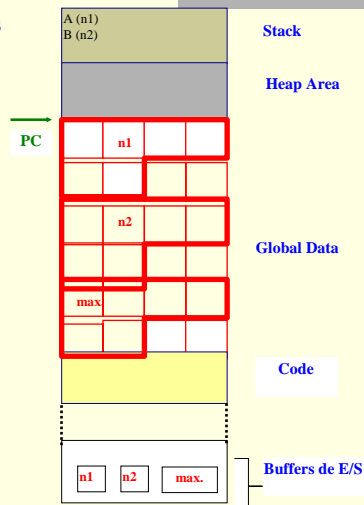 A (n1)
B (n2)
Stack
Heap Area
PC
n1
n2
Global Data
max.
Code
n1 n2 max.
Buffers de E/S